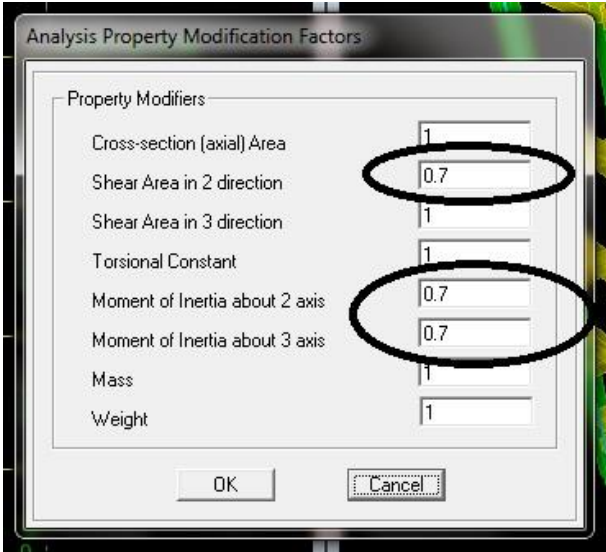 Analysis Property Modification Factors
Property Modifiers
Cross-section (axial) Area 1
Shear Area in 2 direction 0.7
Shear Area in 3 direction 1
Torsional Constant 1
Moment of Inertia about 2 axis 0.7
Moment of Inertia about 3 axis 0.7
Mass 1
Weight 1
OK Cancel